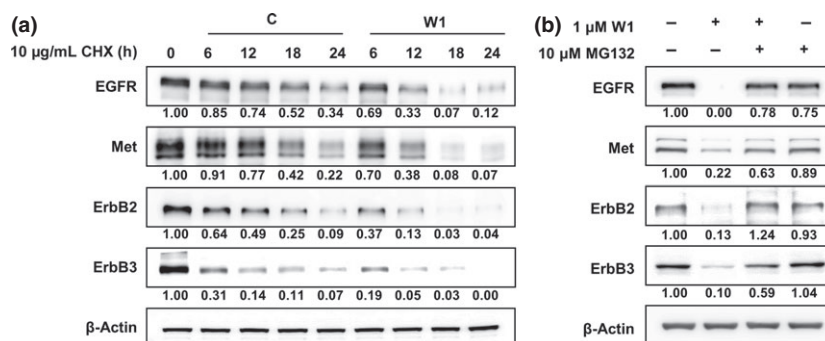 (a)
C W1
10 µg/mL CHX (h) 0 6 12 18 24 6 12 18 24
EGFR
1.00 0.85 0.74 0.52 0.34 0.69 0.33 0.07 0.12
Met
1.00 0.91 0.77 0.42 0.22 0.70 0.38 0.08 0.07
ErbB2
1.00 0.64 0.49 0.25 0.09 0.37 0.13 0.03 0.04
ErbB3
1.00 0.31 0.14 0.11 0.07 0.19 0.05 0.03 0.00
β-Actin
(b)
1 µM W1 – + + –
10 µM MG132 – – + +
EGFR
1.00 0.00 0.78 0.75
Met
1.00 0.22 0.63 0.89
ErbB2
1.00 0.13 1.24 0.93
ErbB3
1.00 0.10 0.59 1.04
β-Actin